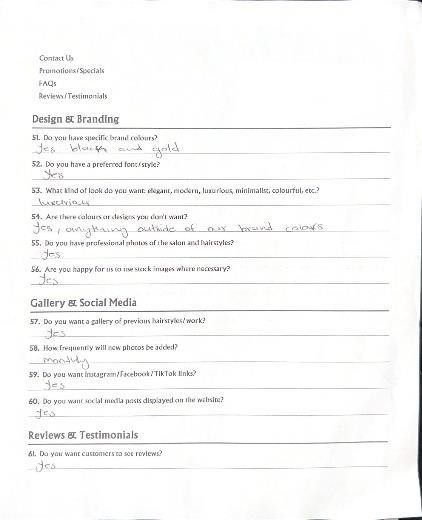 Contact Us
Promotions/Specials
FAQs
Reviews/Testimonials
Design & Branding
51. Do you have specific brand colours?
Yes black and gold
52. Do you have a preferred font/style?
Yes
53. What kind of look do you want: elegant, modern, luxurious, minimalist, colourful, etc.?
luxurious
54. Are there colours or designs you don't want?
Yes, anything outside of our brand colours
55. Do you have professional photos of the salon and hairstyles?
Yes
56. Are you happy for us to use stock images where necessary?
Yes
Gallery & Social Media
57. Do you want a gallery of previous hairstyles/work?
Yes
58. How frequently will new photos be added?
monthly
59. Do you want Instagram/Facebook/TikTok links?
Yes
60. Do you want social media posts displayed on the website?
Yes
Reviews & Testimonials
61. Do you want customers to see reviews?
Yes